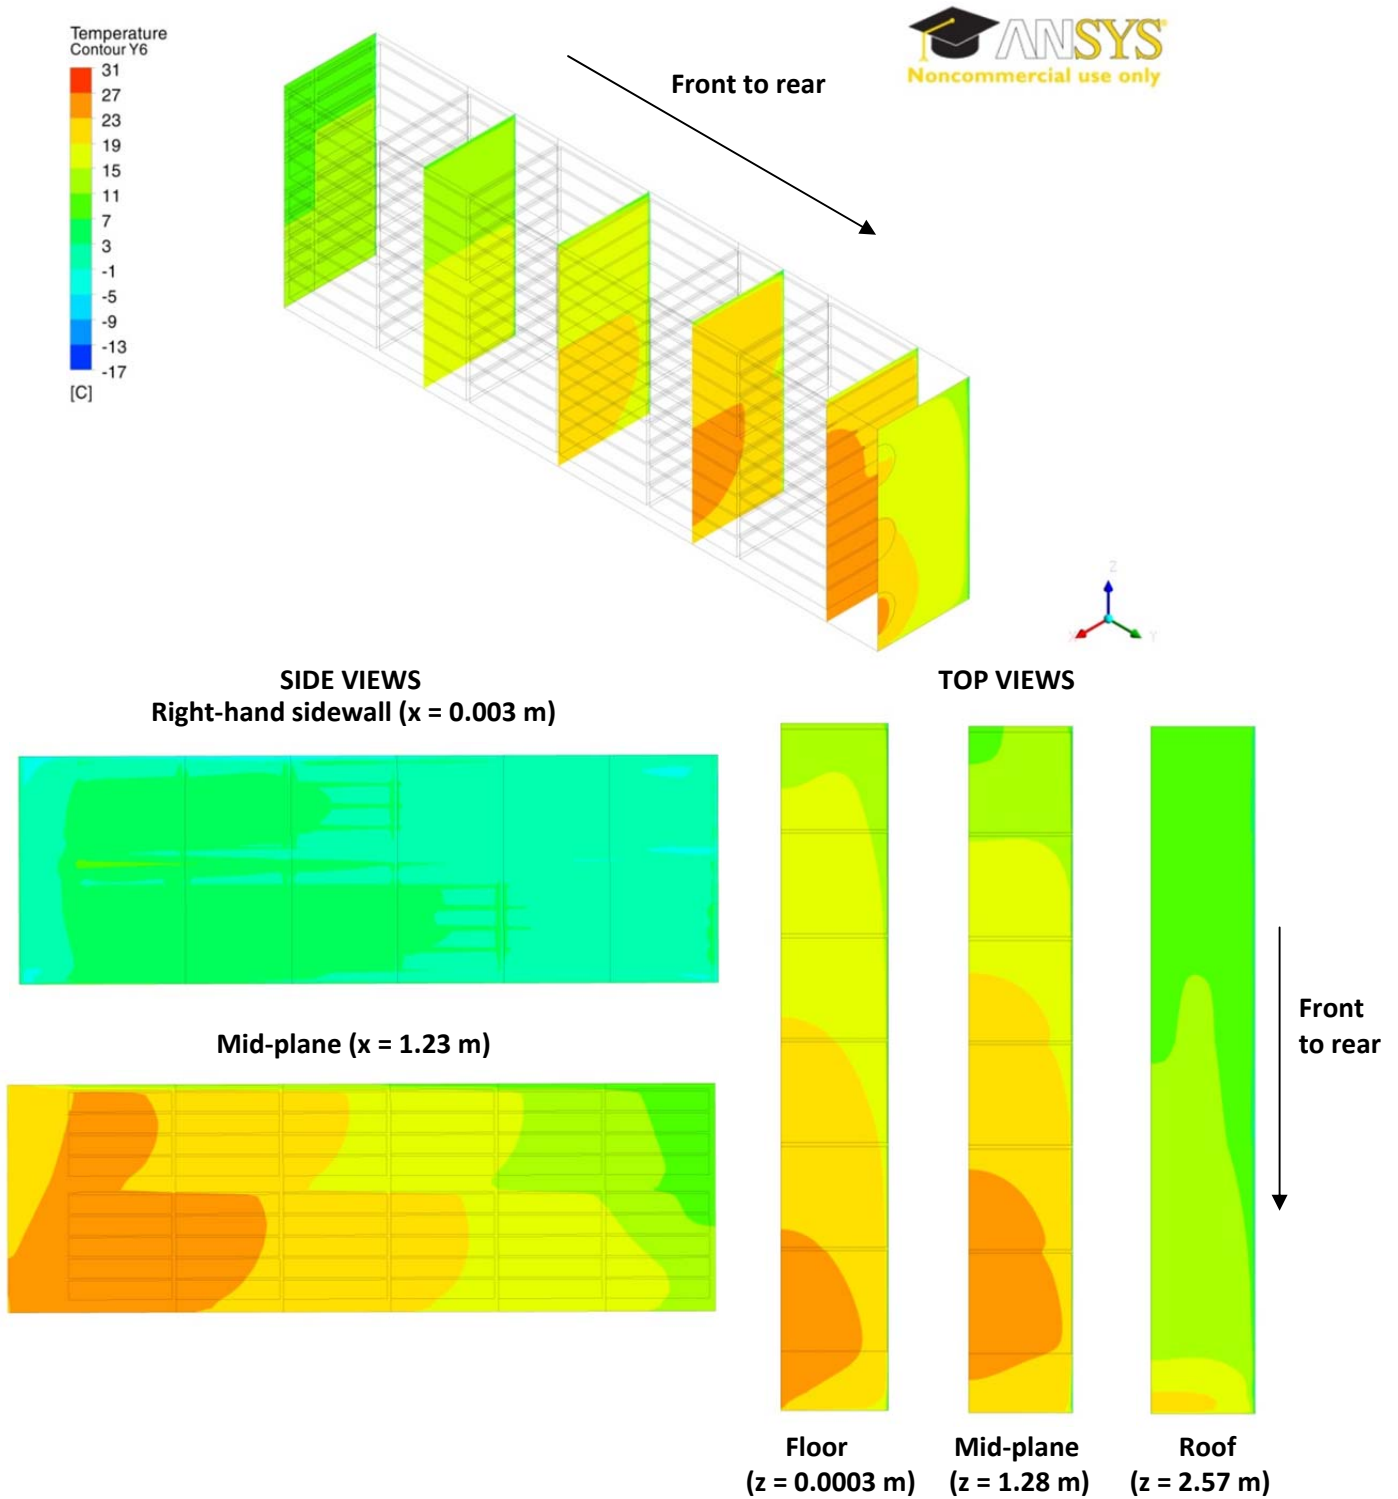 Temperature
Contour Y6
31
27
23
19
15
11
7
3
-1
-5
-9
-13
-17
[C]
Front to rear
ANSYS
Noncommercial use only
Z
X
Y
SIDE VIEWS
Right-hand sidewall (x = 0.003 m)
Mid-plane (x = 1.23 m)
TOP VIEWS
Front
to rear
Floor
(z = 0.0003 m)
Mid-plane
(z = 1.28 m)
Roof
(z = 2.57 m)